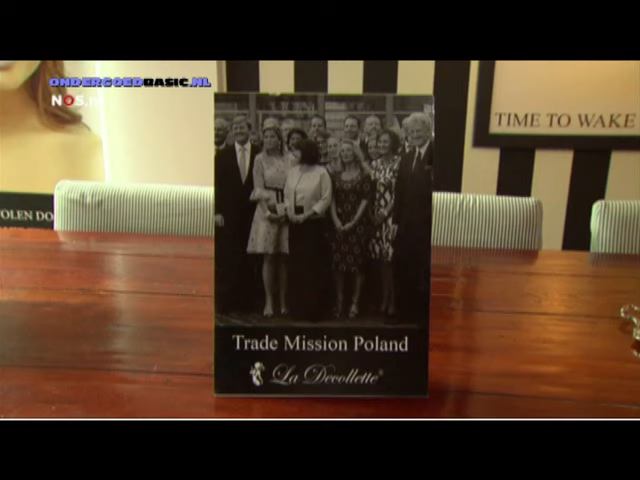 ONDERGOEDBASIC.NL
NOS.nl
TIME TO WAKE
OLEN DO
Trade Mission Poland
La Decollette®